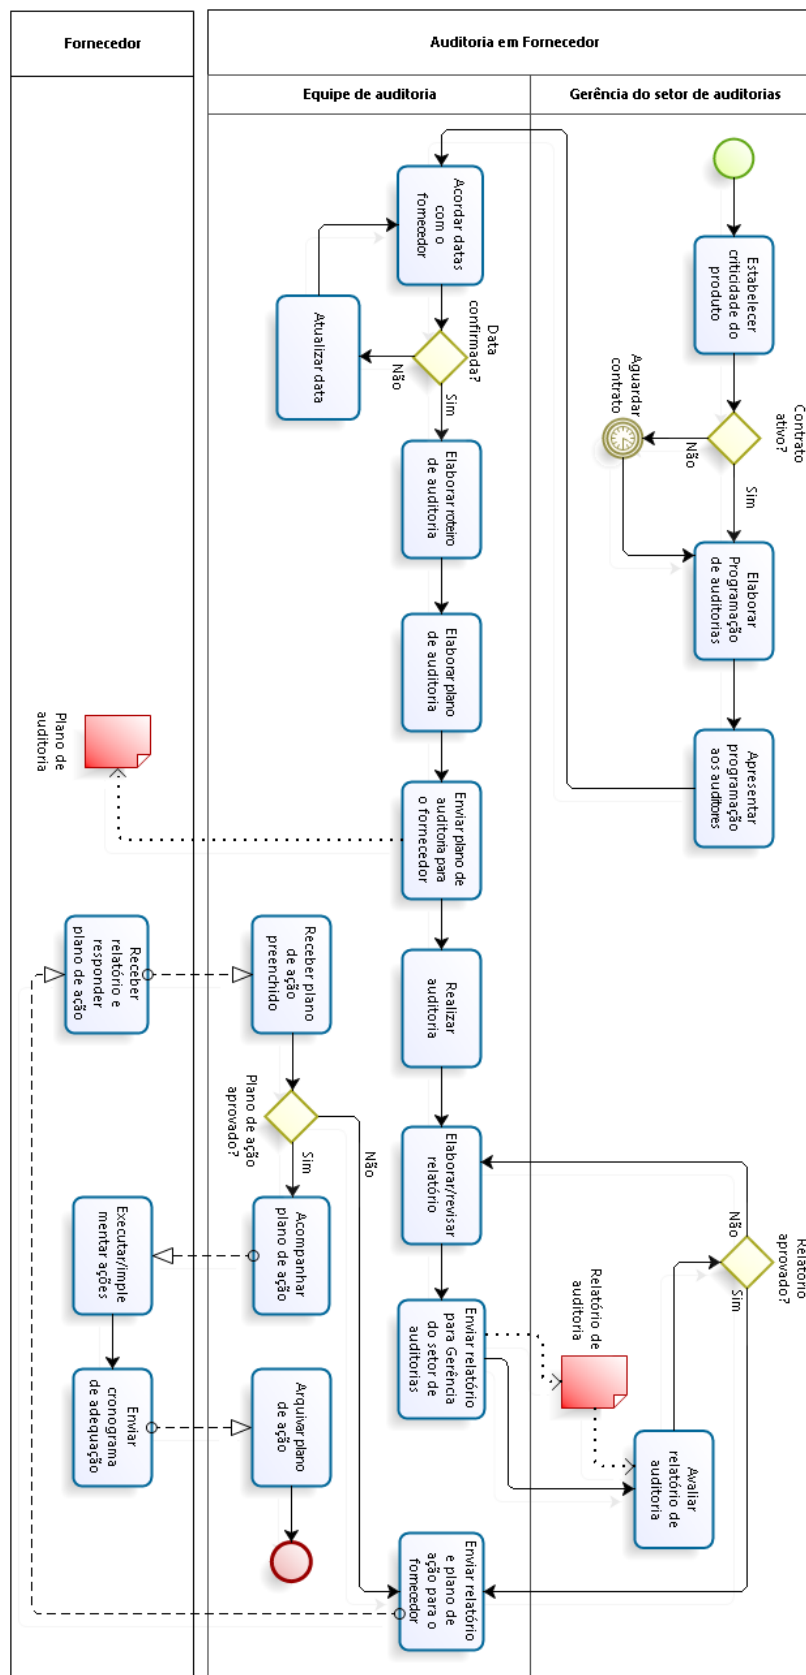 Fornecedor
Auditoria em Fornecedor
Equipe de auditoria
Gerência do setor de auditorias
Estabelecer
criticidade do
produto
Contrato
ativo?
Não
Sim
Aguardar
contrato
Elaborar
Programação
de auditorias
Apresentar
programação
aos auditores
Acordar datas
com o
fornecedor
Data
confirmada?
Não
Sim
Atualizar data
Elaborar roteiro
de auditoria
Elaborar plano
de auditoria
Enviar plano de
auditoria para
o fornecedor
Plano de
auditoria
Realizar
auditoria
Elaborar/revisar
relatório
Enviar relatório
para Gerência
do setor de
auditorias
Relatório de
auditoria
Avaliar
relatório de
auditoria
Relatório
aprovado?
Não
Sim
Enviar relatório
e plano de
ação para o
fornecedor
Receber
relatório e
responder
plano de ação
Receber plano
de ação
preenchido
Plano de ação
aprovado?
Não
Sim
Acompanhar
plano de ação
Executar/imple
mentar ações
Enviar
cronograma
de adequação
Arquivar plano
de ação